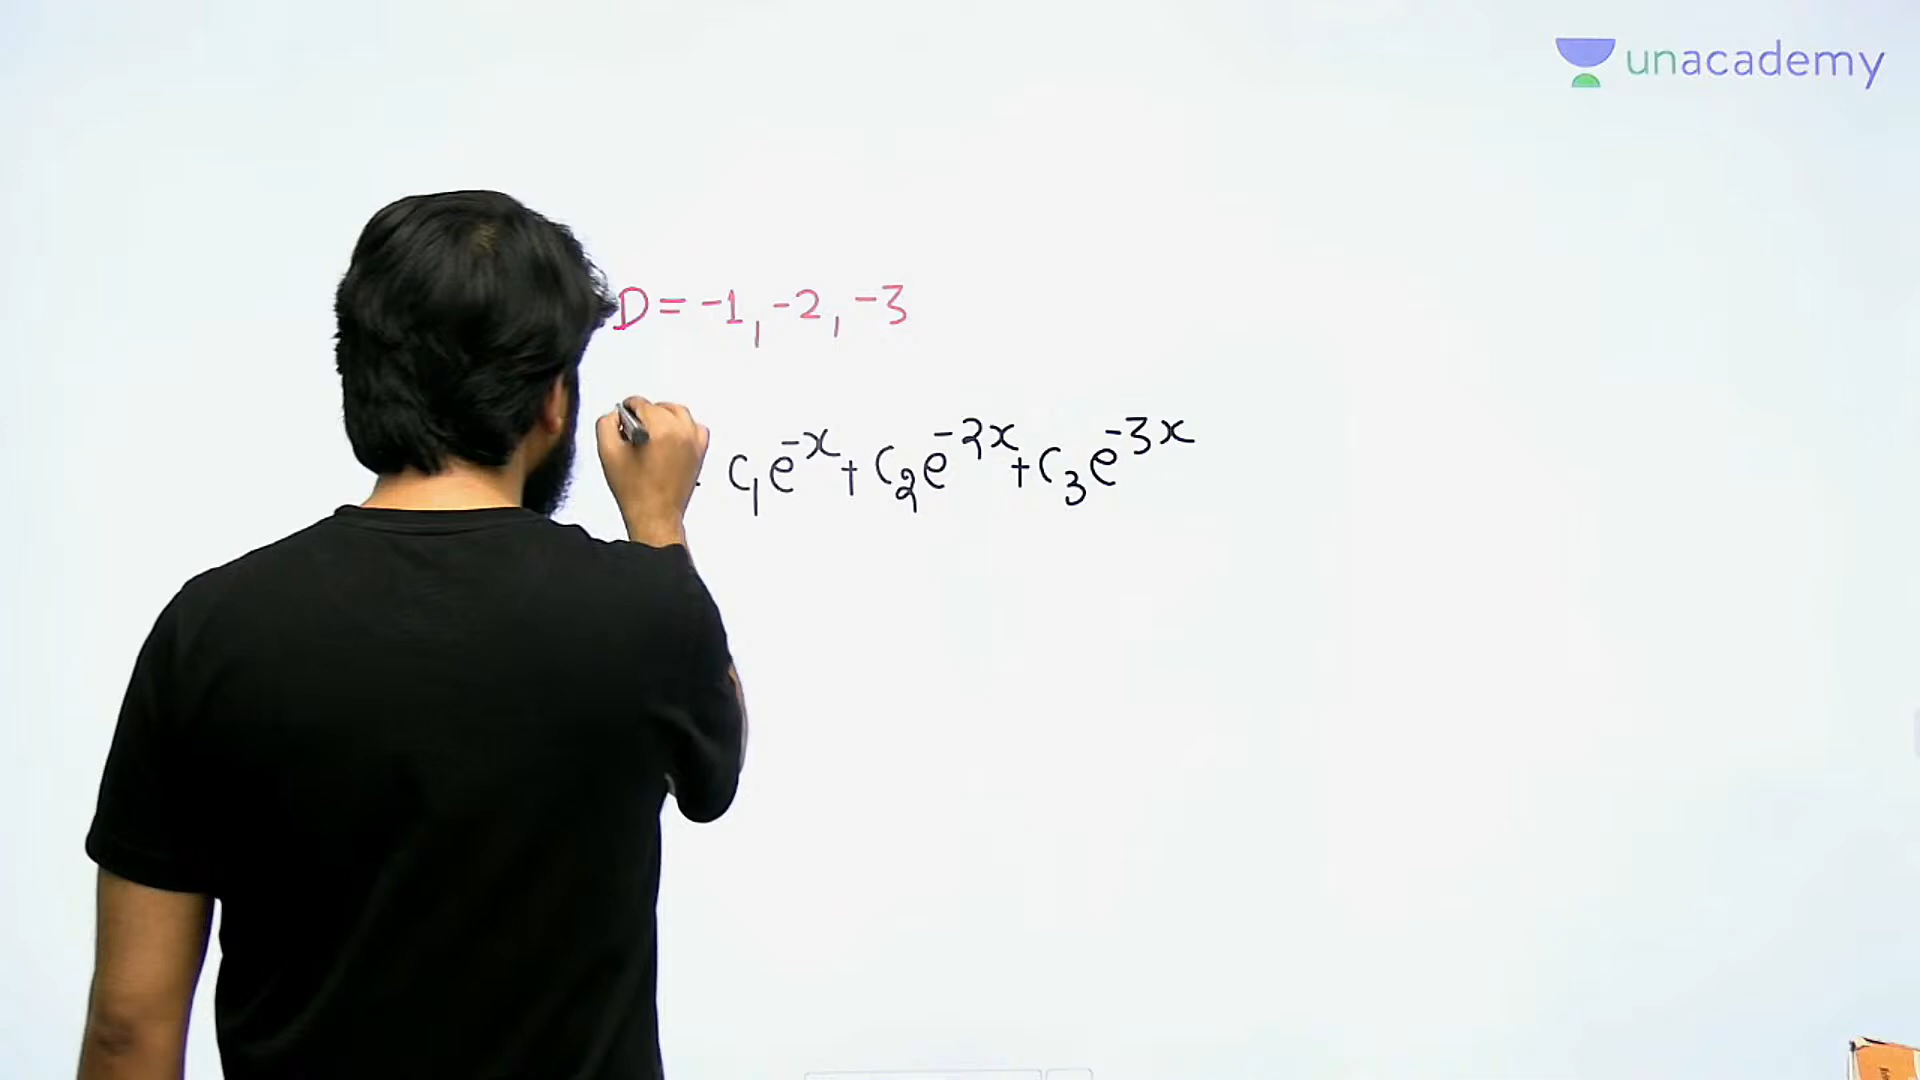 unacademy
D = -1, -2, -3
C₁e^{-x} + C₂e^{-2x} + C₃e^{-3x}